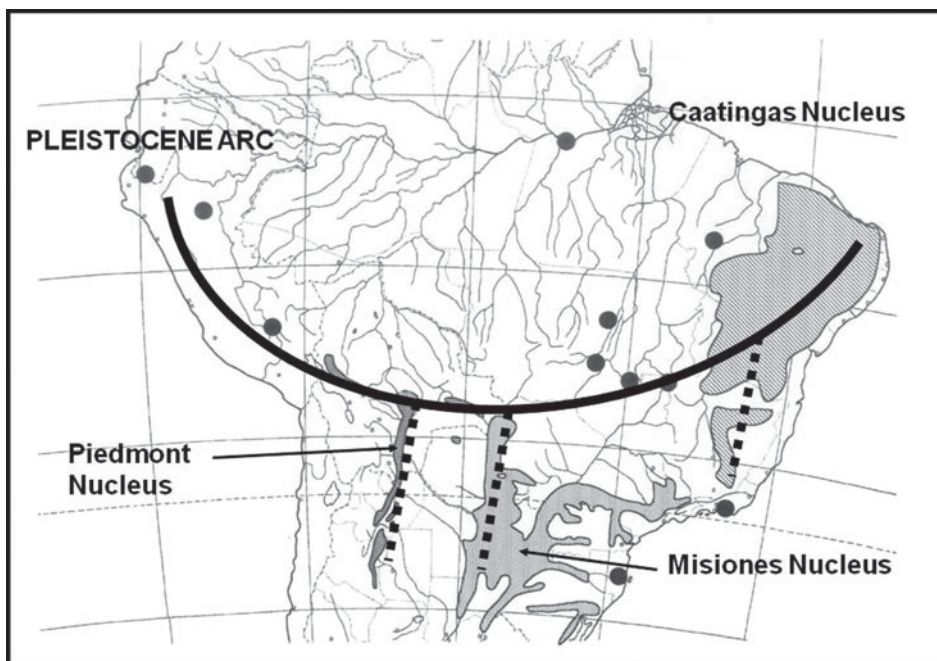 Caatingas Nucleus
PLEISTOCENE ARC
Piedmont
Nucleus
Misiones Nucleus